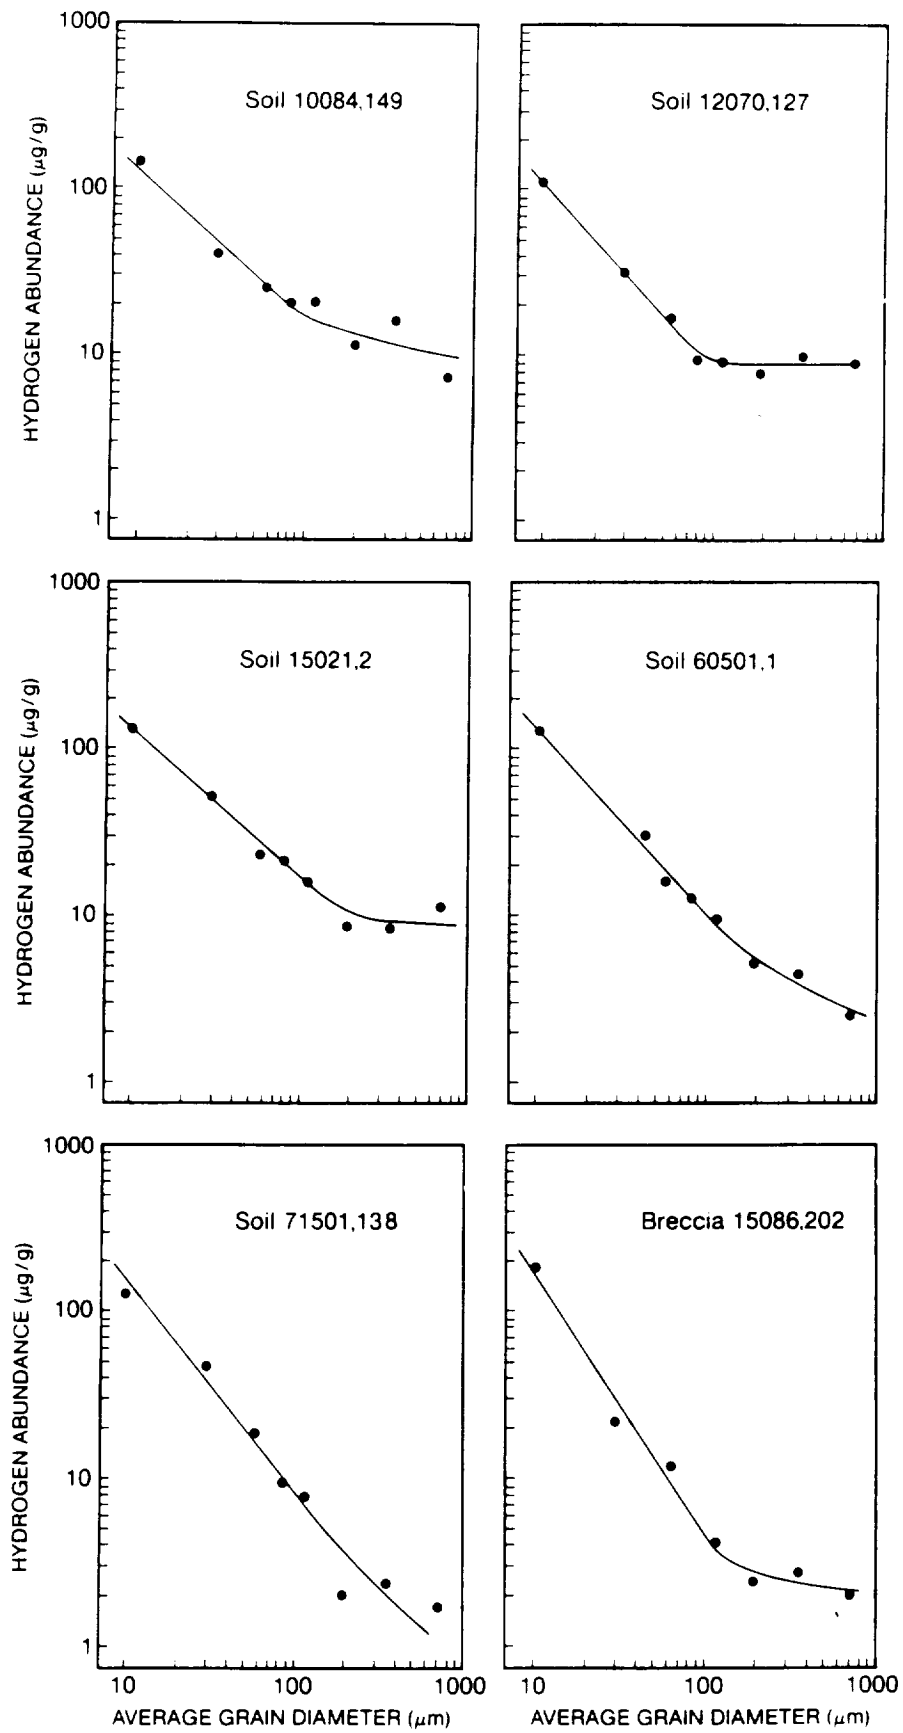 1000
Soil 10084,149
Soil 12070,127
100
10
1
HYDROGEN ABUNDANCE (μg/g)
1000
Soil 15021,2
Soil 60501,1
100
10
1
HYDROGEN ABUNDANCE (μg/g)
1000
Soil 71501,138
Breccia 15086,202
100
10
1
HYDROGEN ABUNDANCE (μg/g)
10 100 1000 10 100 1000
AVERAGE GRAIN DIAMETER (μm) AVERAGE GRAIN DIAMETER (μm)